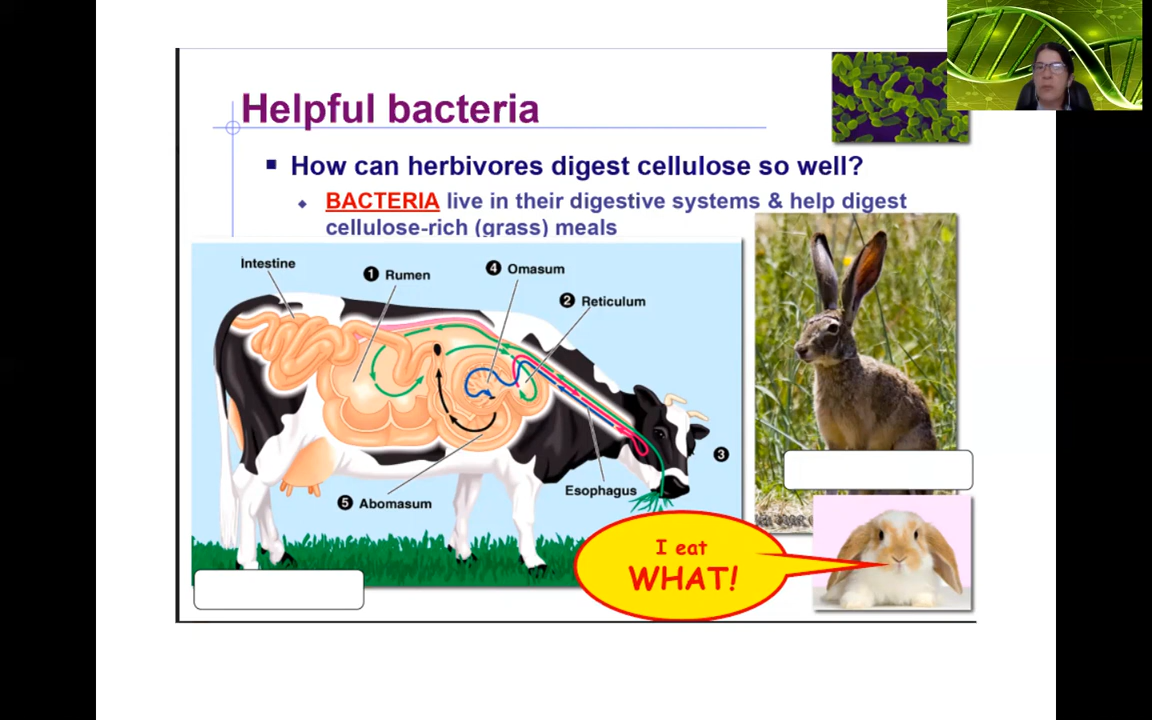 Helpful bacteria
How can herbivores digest cellulose so well?
BACTERIA live in their digestive systems & help digest
cellulose-rich (grass) meals
Intestine
1 Rumen
4 Omasum
2 Reticulum
3
Esophagus
5 Abomasum
I eat
WHAT!